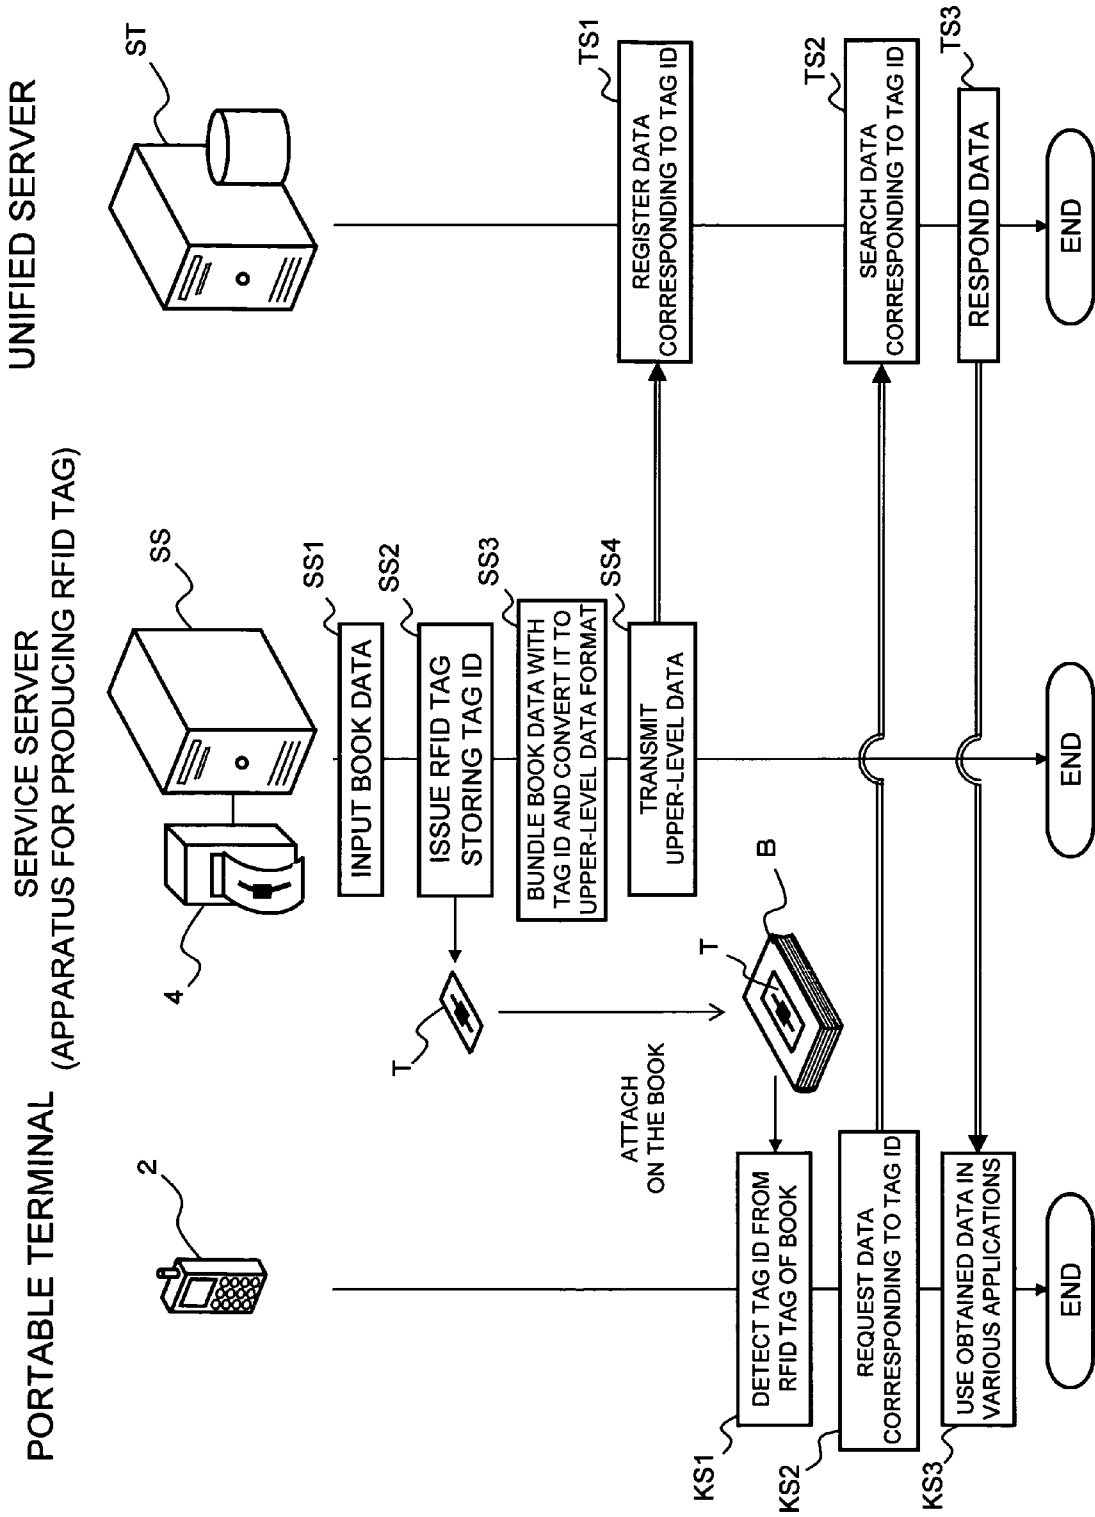 PORTABLE TERMINAL
SERVICE SERVER
(APPARATUS FOR PRODUCING RFID TAG)
UNIFIED SERVER
2
4
SS
ST
INPUT BOOK DATA
SS1
ISSUE RFID TAG
STORING TAG ID
SS2
T
BUNDLE BOOK DATA WITH
TAG ID AND CONVERT IT TO
UPPER-LEVEL DATA FORMAT
SS3
ATTACH
ON THE BOOK
TRANSMIT
UPPER-LEVEL DATA
SS4
REGISTER DATA
CORRESPONDING TO TAG ID
TS1
T
B
KS1
DETECT TAG ID FROM
RFID TAG OF BOOK
KS2
REQUEST DATA
CORRESPONDING TO TAG ID
SEARCH DATA
CORRESPONDING TO TAG ID
TS2
KS3
USE OBTAINED DATA IN
VARIOUS APPLICATIONS
RESPOND DATA
TS3
END
END
END